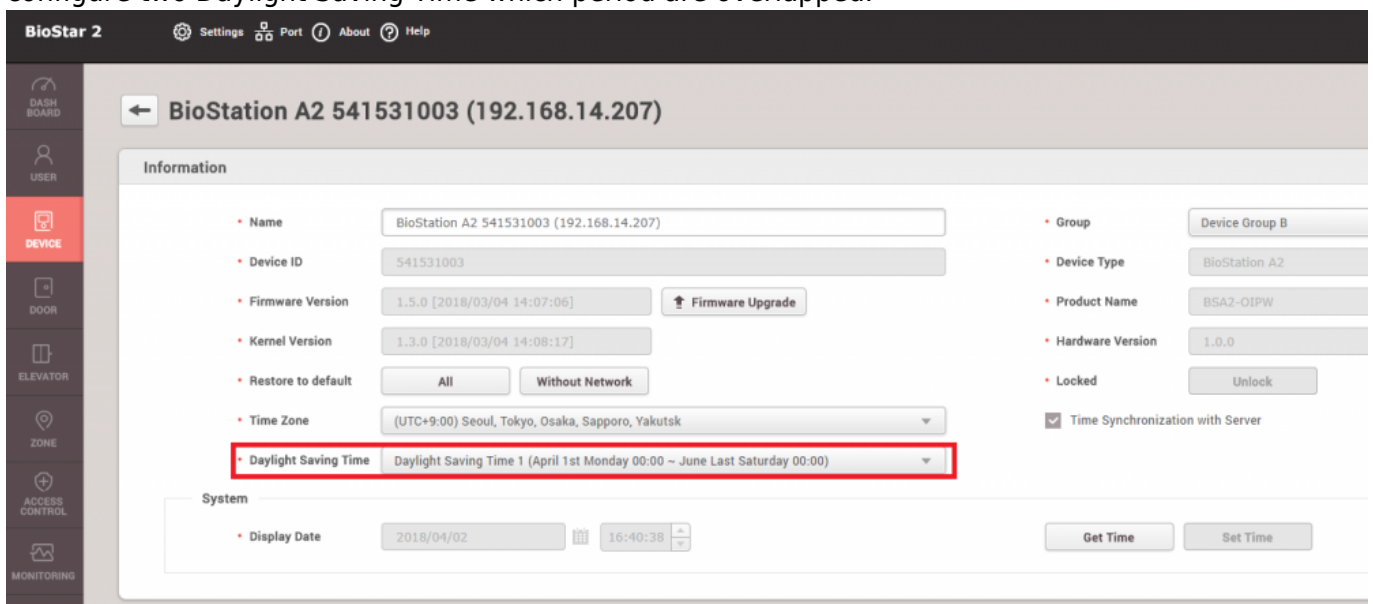 configure two Daylight Saving Time which period are overlapped.
BioStar 2 Settings Port About Help
DASH BOARD
USER
DEVICE
DOOR
ELEVATOR
ZONE
ACCESS CONTROL
MONITORING
BioStation A2 541531003 (192.168.14.207)
Information
• Name BioStation A2 541531003 (192.168.14.207) • Group Device Group B
• Device ID 541531003 • Device Type BioStation A2
• Firmware Version 1.5.0 [2018/03/04 14:07:06] Firmware Upgrade • Product Name BSA2-OIPW
• Kernel Version 1.3.0 [2018/03/04 14:08:17] • Hardware Version 1.0.0
• Restore to default All Without Network • Locked Unlock
• Time Zone (UTC+9:00) Seoul, Tokyo, Osaka, Sapporo, Yakutsk Time Synchronization with Server
• Daylight Saving Time Daylight Saving Time 1 (April 1st Monday 00:00 ~ June Last Saturday 00:00)
System
• Display Date 2018/04/02 16:40:38 Get Time Set Time